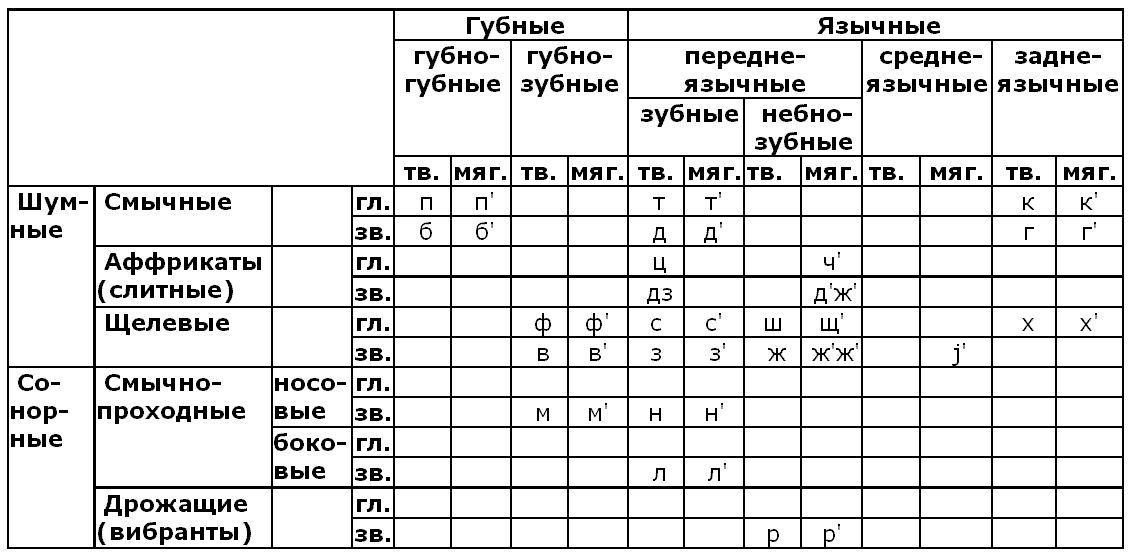 Губные Язычные
губно- губно- передне- средне- задне-
губные зубные язычные язычные язычные
зубные небно-
зубные
тв. мяг. тв. мяг. тв. мяг. тв. мяг. тв. мяг. тв. мяг.
Шум- Смычные гл. п п' т т' к к'
ные зв. б б' д д' г г'
Аффрикаты гл. ц ч'
(слитные) зв. дз д'ж'
Щелевые гл. ф ф' с с' ш щ' х х'
зв. в в' з з' ж ж'ж' j'
Со- Смычно- носо- гл.
нор- проходные вые зв. м м' н н'
ные боко- гл.
вые зв. л л'
Дрожащие гл.
(вибранты) зв. р р'